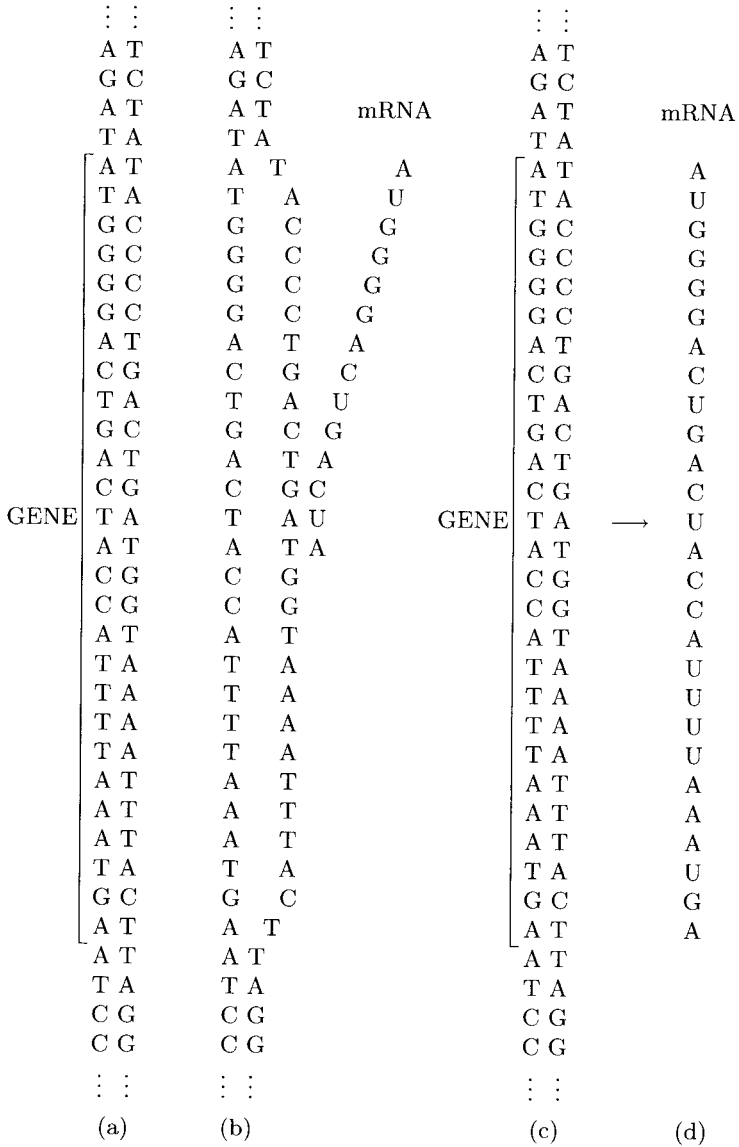 ⋮ ⋮ ⋮ ⋮ ⋮ ⋮
A T A T A T
G C G C G C
A T A T mRNA A T mRNA
T A T A T A
A T A T A A T A
T A T A U T A U
G C G C G G C G
G C G C G G C G
G C G C G G C G
G C G C G G C G
A T A T A A T A
C G C G C C G C
T A T A U T A U
G C G C G G C G
A T A T A A T A
C G C G C C G C
GENE T A T A U GENE T A ⟶ U
A T A T A A T A
C G C G C G C
C G C G C G C
A T A T A T A
T A T A T A U
T A T A T A U
T A T A T A U
T A T A T A U
A T A T A T A
A T A T A T A
A T A T A T A
T A T A T A U
G C G C G C G
A T A T A T A
A T A T A T
T A T A T A
C G C G C G
C G C G C G
⋮ ⋮ ⋮ ⋮ ⋮ ⋮
(a) (b) (c) (d)